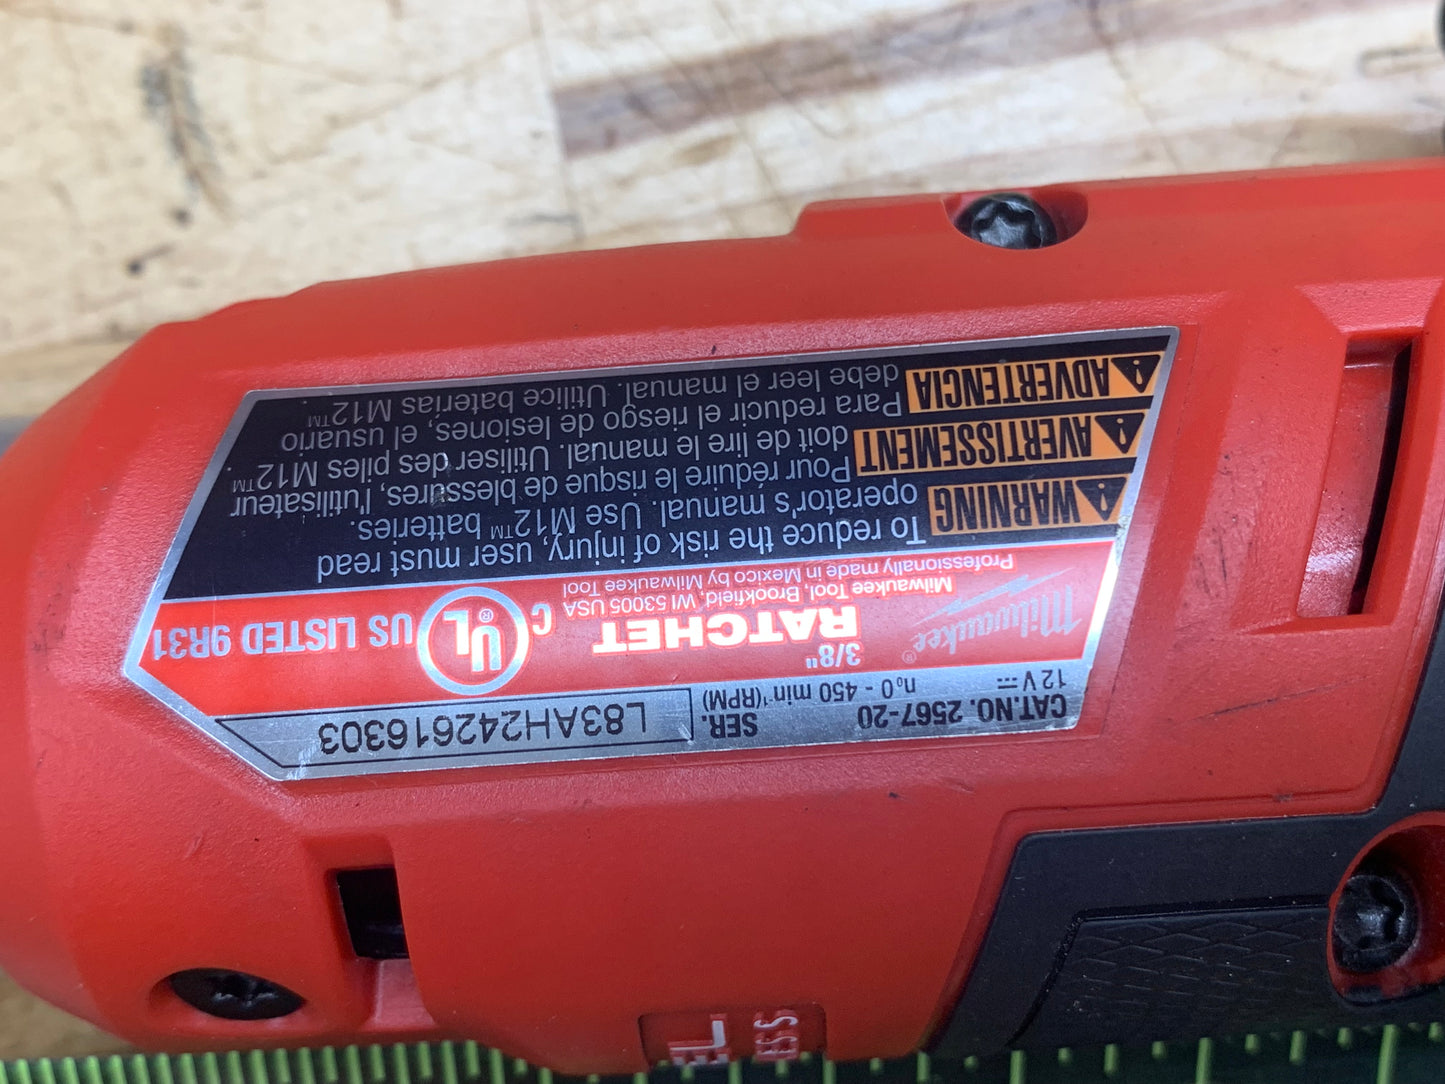 CAT.NO. 2567-20
12 V ⎓ n₀0 - 450 min⁻¹(RPM)
SER. L83AH242616303
Milwaukee®
3/8"
RATCHET
Milwaukee Tool, Brookfield, WI 53005 USA
Professionally made in Mexico by Milwaukee Tool
C UL® US LISTED 9R31
WARNING To reduce the risk of injury, user must read
operator's manual. Use M12™ batteries.
AVERTISSEMENT Pour réduire le risque de blessures, l'utilisateur
doit de lire le manual. Utiliser des piles M12™.
ADVERTENCIA Para reducir el riesgo de lesiones, el usuario
debe leer el manual. Utilice baterias M12™.